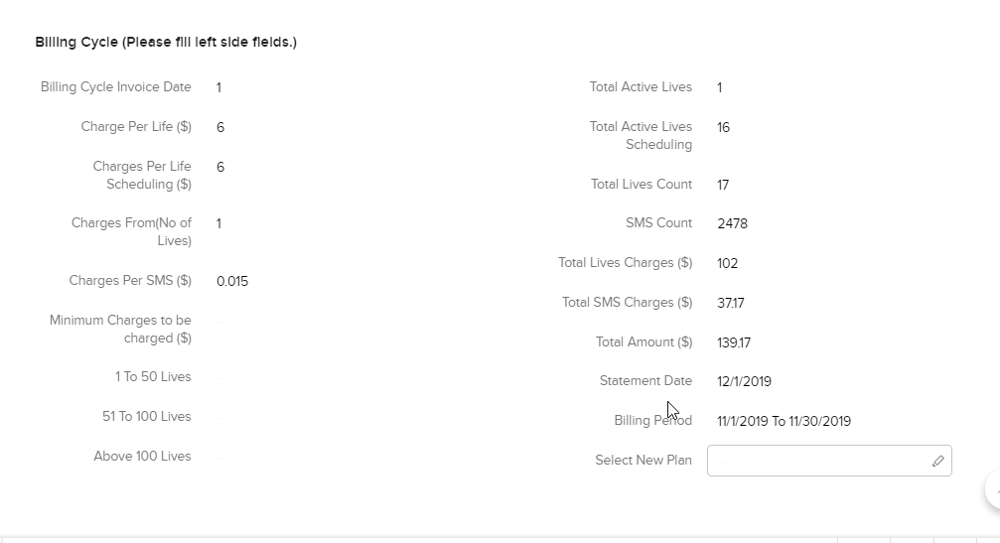 Billing Cycle (Please fill left side fields.)
Billing Cycle Invoice Date 1
Charge Per Life ($) 6
Charges Per Life
Scheduling ($) 6
Charges From(No of
Lives) 1
Charges Per SMS ($) 0.015
Minimum Charges to be
charged ($)
1 To 50 Lives
51 To 100 Lives
Above 100 Lives
Total Active Lives 1
Total Active Lives
Scheduling 16
Total Lives Count 17
SMS Count 2478
Total Lives Charges ($) 102
Total SMS Charges ($) 37.17
Total Amount ($) 139.17
Statement Date 12/1/2019
Billing Period 11/1/2019 To 11/30/2019
Select New Plan